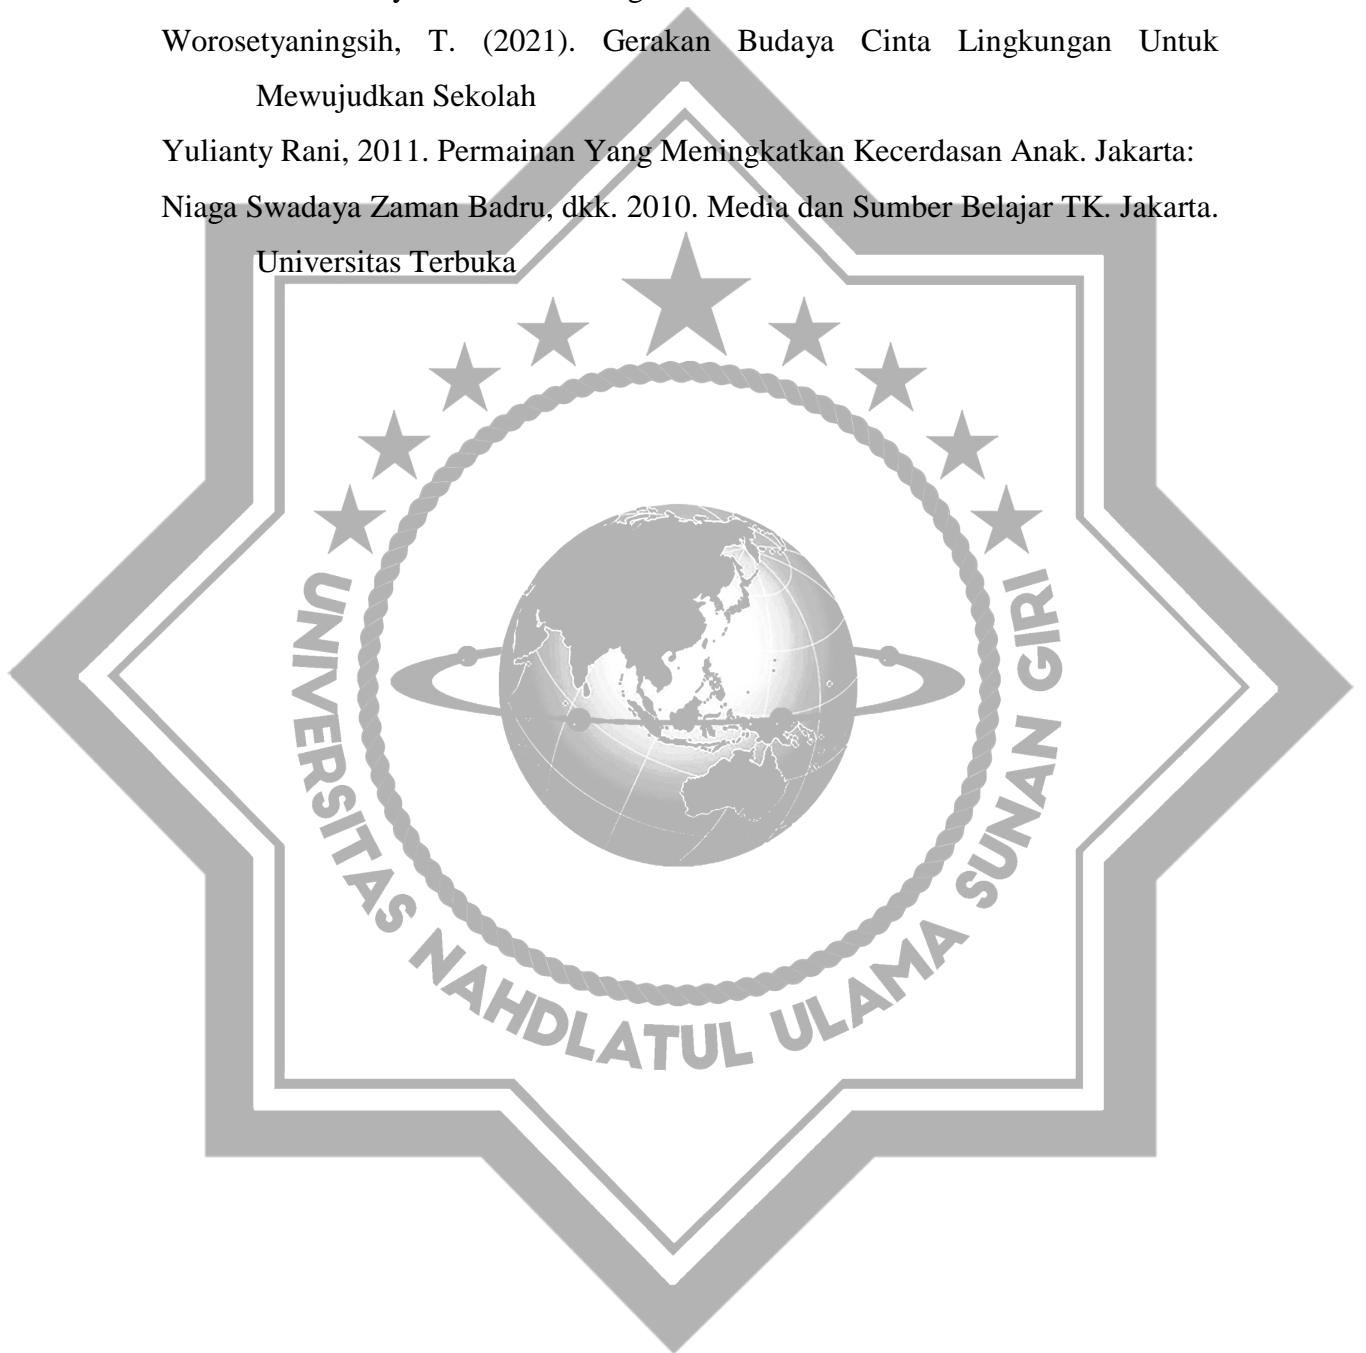 Worosetyaningsih, T. (2021). Gerakan Budaya Cinta Lingkungan Untuk
Mewujudkan Sekolah
Yulianty Rani, 2011. Permainan Yang Meningkatkan Kecerdasan Anak. Jakarta:
Niaga Swadaya Zaman Badru, dkk. 2010. Media dan Sumber Belajar TK. Jakarta.
Universitas Terbuka
UNIVERSITAS NAHDLATUL ULAMA SUNAN GIRI